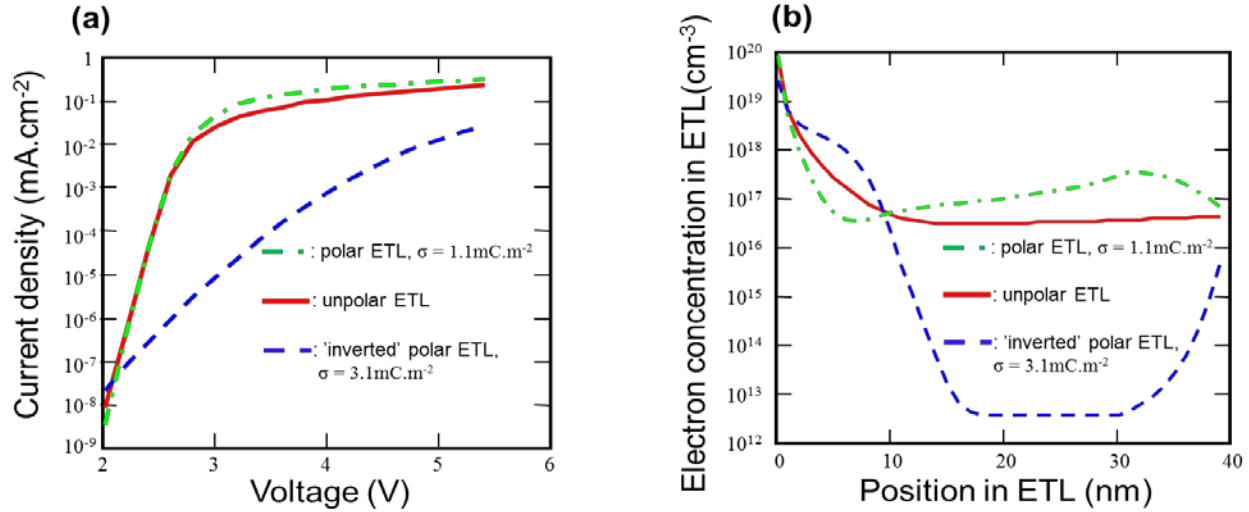 (a)
Current density (mA.cm⁻²)
1
10⁻¹
10⁻²
10⁻³
10⁻⁴
10⁻⁵
10⁻⁶
10⁻⁷
10⁻⁸
10⁻⁹
: polar ETL, σ = 1.1mC.m⁻²
: unpolar ETL
: 'inverted' polar ETL,
σ = 3.1mC.m⁻²
2 3 4 5 6
Voltage (V)
(b)
Electron concentration in ETL(cm⁻³)
10²⁰
10¹⁹
10¹⁸
10¹⁷
10¹⁶
10¹⁵
10¹⁴
10¹³
10¹²
: polar ETL, σ = 1.1mC.m⁻²
: unpolar ETL
: 'inverted' polar ETL,
σ = 3.1mC.m⁻²
0 10 20 30 40
Position in ETL (nm)